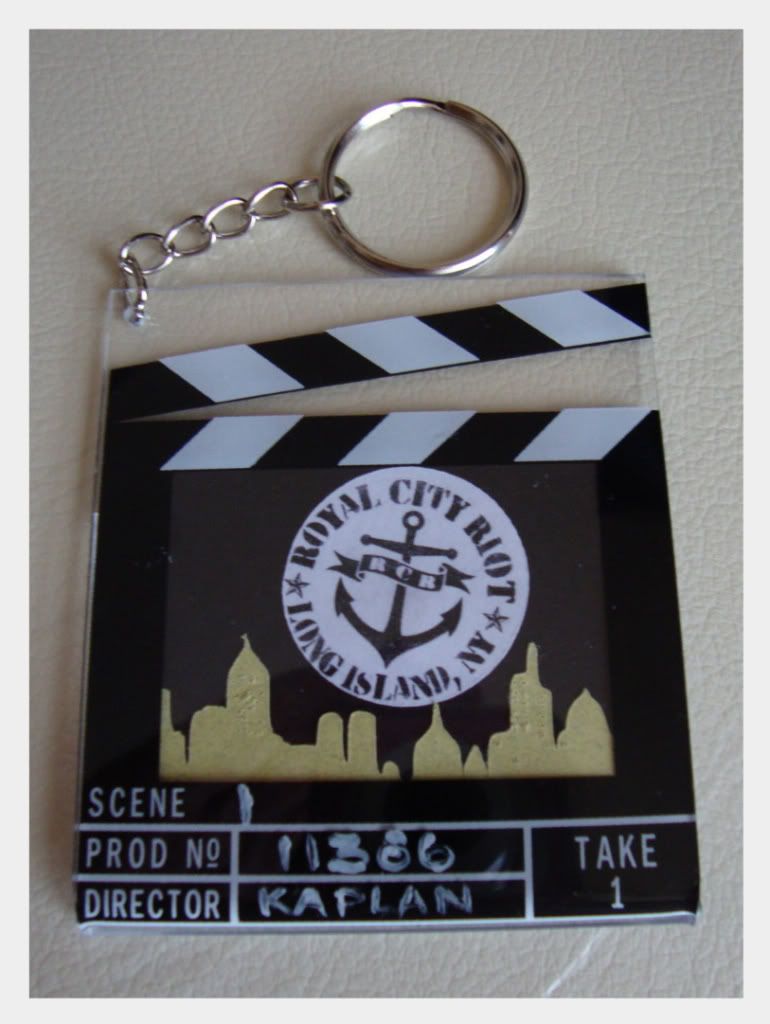 ROYAL CITY RIOT
RCR
LONG ISLAND, NY
SCENE 1
PROD Nº 11386
DIRECTOR KAPLAN
TAKE
1